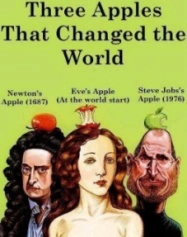 Three Apples
That Changed the
World
Newton's
Apple (1687)
Eve's Apple
(At the world start)
Steve Jobs's
Apple (1976)